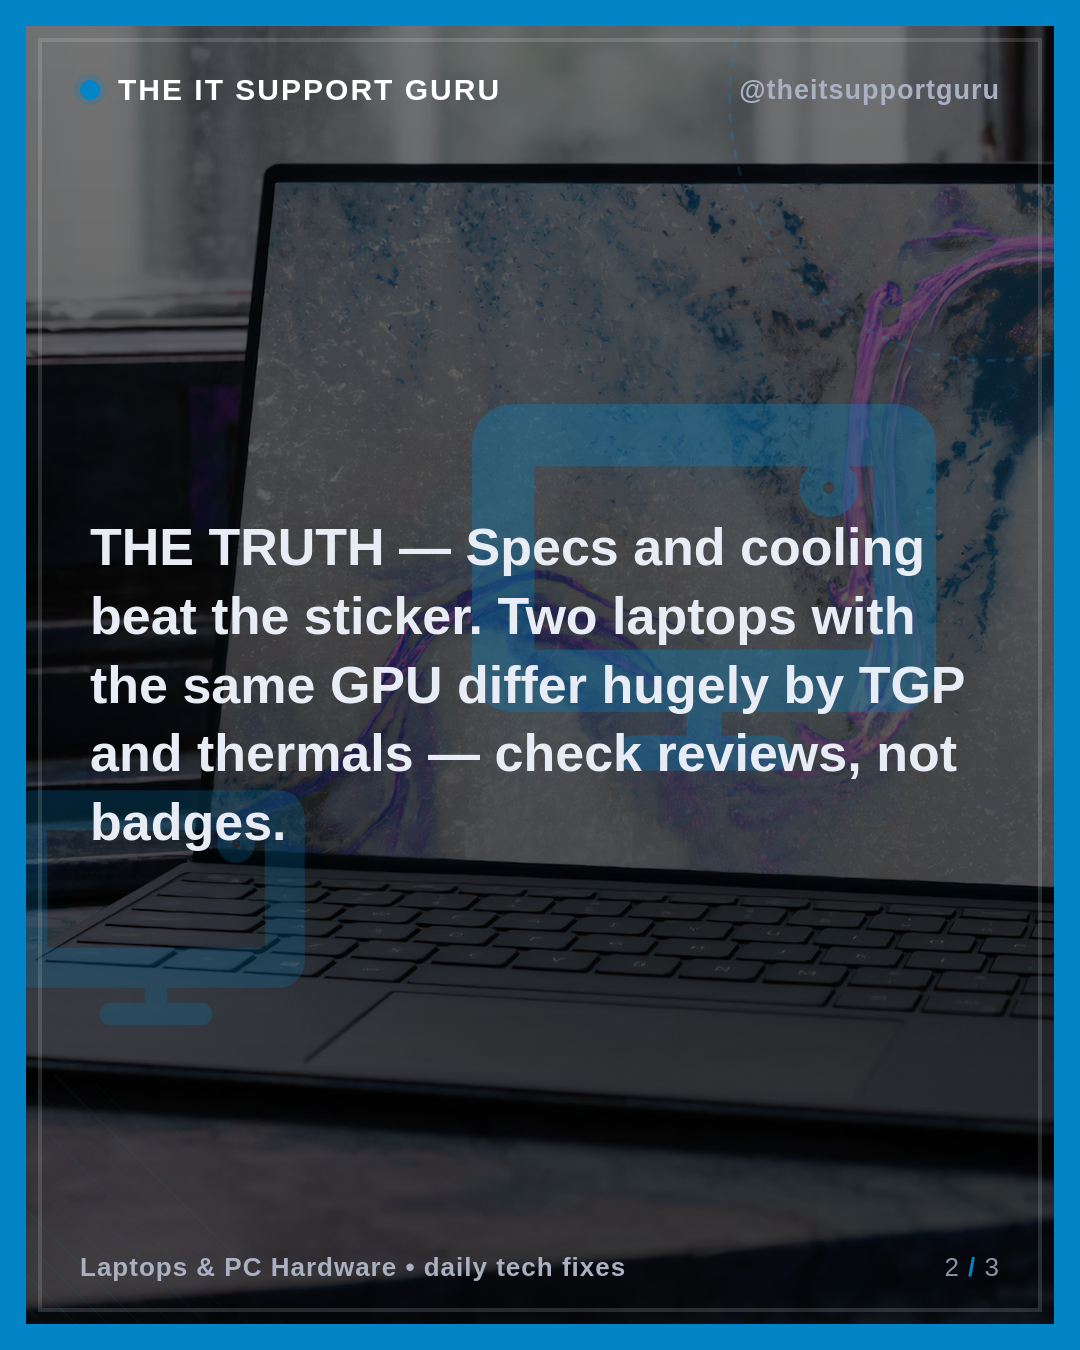 THE IT SUPPORT GURU
@theitsupportguru
THE TRUTH — Specs and cooling
beat the sticker. Two laptops with
the same GPU differ hugely by TGP
and thermals — check reviews, not
badges.
Laptops & PC Hardware • daily tech fixes
2 / 3